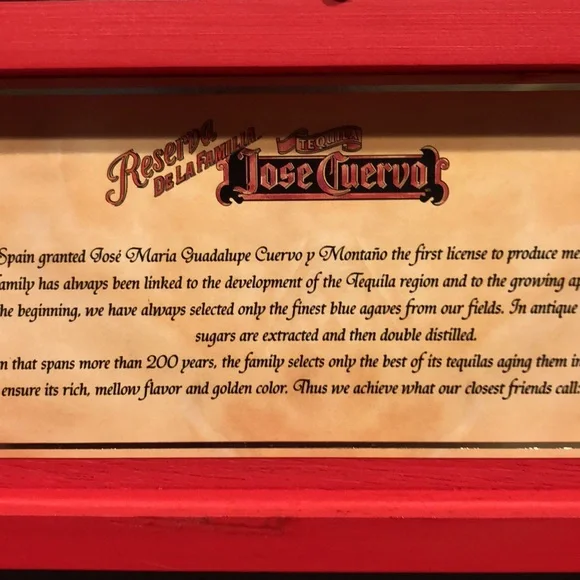 Reserva
DE LA FAMILIA
TEQUILA
Jose Cuervo
Spain granted José Maria Guadalupe Cuervo y Montaño the first license to produce me
amily has always been linked to the development of the Tequila region and to the growing ap
he beginning, we have always selected only the finest blue agaves from our fields. In antique
sugars are extracted and then double distilled.
n that spans more than 200 years, the family selects only the best of its tequilas aging them in
ensure its rich, mellow flavor and golden color. Thus we achieve what our closest friends call: